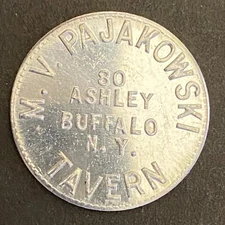 M. V. PAJAKOWSKI
80
ASHLEY
BUFFALO
N. Y.
TAVERN